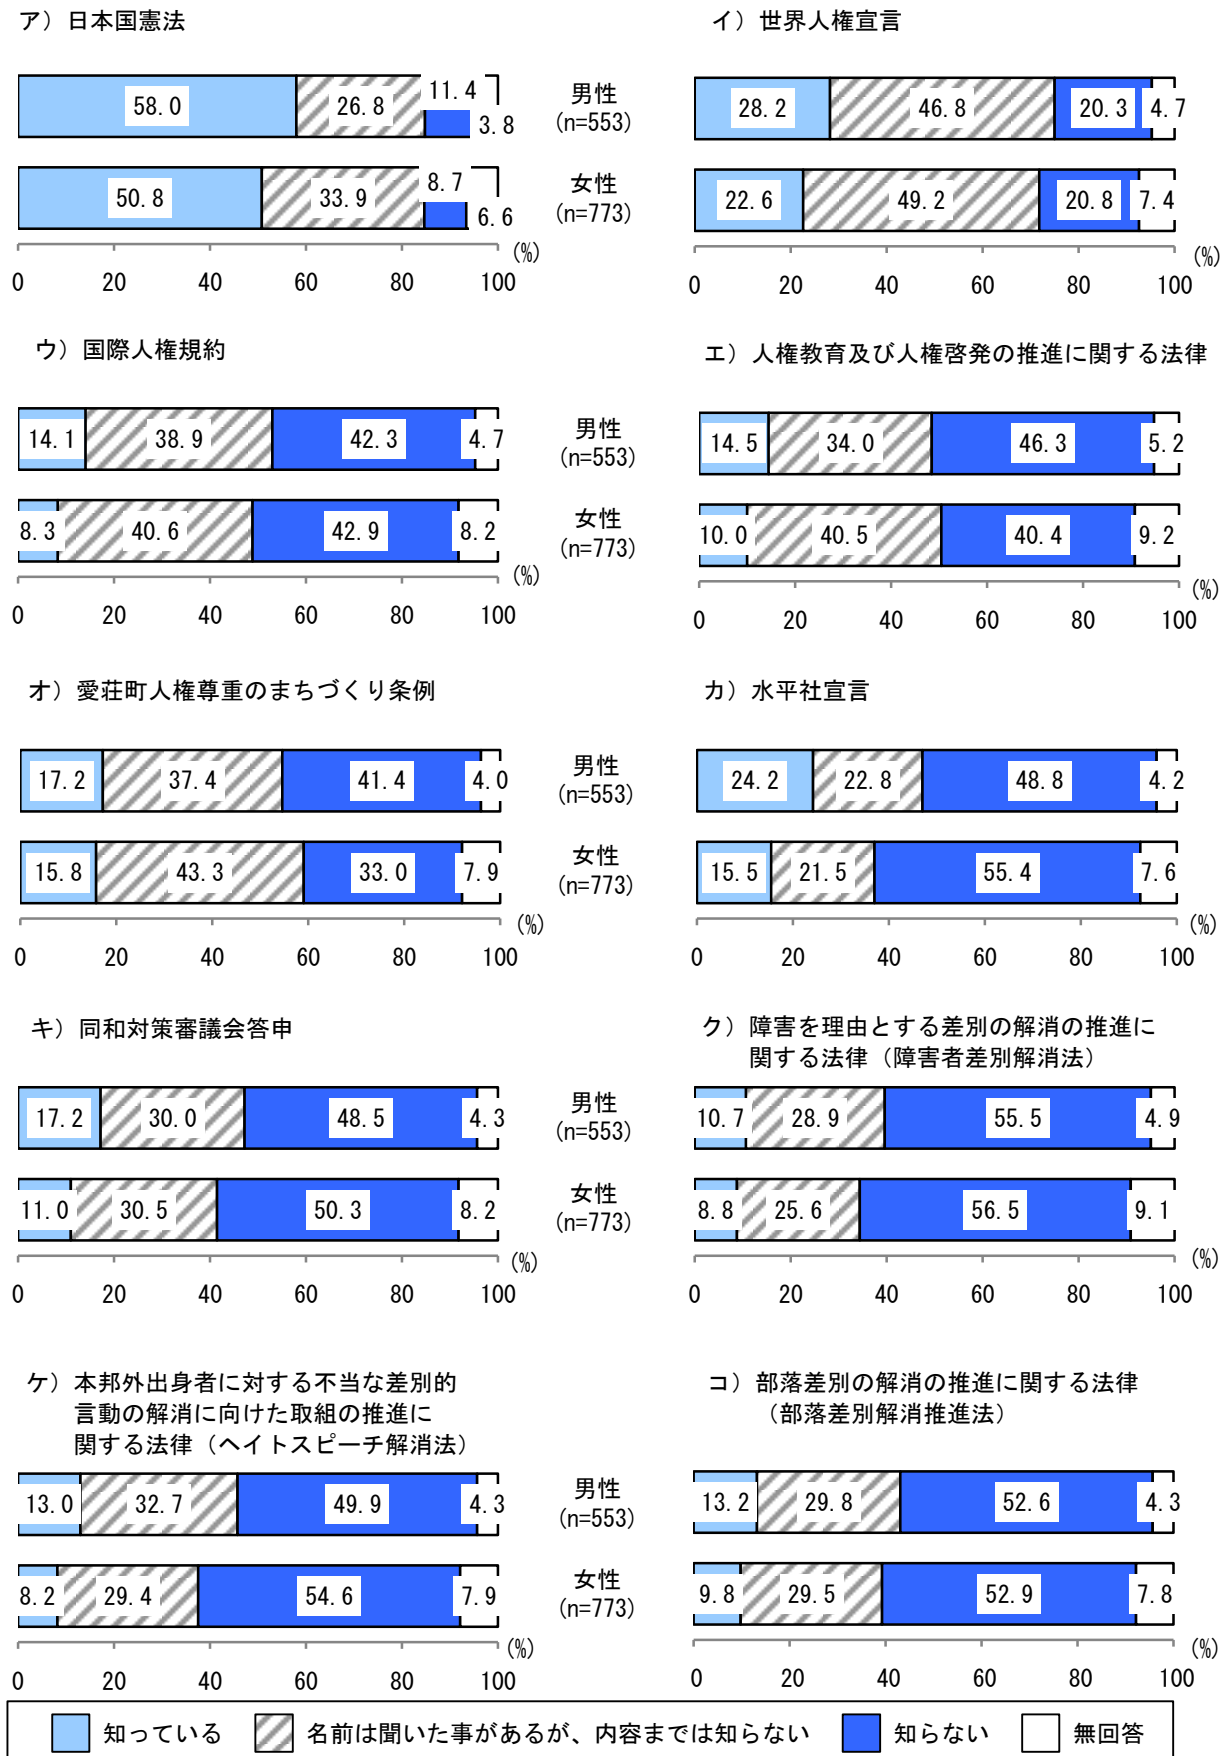 ア）日本国憲法
58.0 26.8 11.4 3.8 男性
(n=553)
50.8 33.9 8.7 6.6 女性
(n=773)
(%)
0 20 40 60 80 100
イ）世界人権宣言
28.2 46.8 20.3 4.7
22.6 49.2 20.8 7.4
(%)
0 20 40 60 80 100
ウ）国際人権規約
14.1 38.9 42.3 4.7 男性
(n=553)
8.3 40.6 42.9 8.2 女性
(n=773)
(%)
0 20 40 60 80 100
エ）人権教育及び人権啓発の推進に関する法律
14.5 34.0 46.3 5.2
10.0 40.5 40.4 9.2
(%)
0 20 40 60 80 100
オ）愛荘町人権尊重のまちづくり条例
17.2 37.4 41.4 4.0 男性
(n=553)
15.8 43.3 33.0 7.9 女性
(n=773)
(%)
0 20 40 60 80 100
カ）水平社宣言
24.2 22.8 48.8 4.2
15.5 21.5 55.4 7.6
(%)
0 20 40 60 80 100
キ）同和対策審議会答申
17.2 30.0 48.5 4.3 男性
(n=553)
11.0 30.5 50.3 8.2 女性
(n=773)
(%)
0 20 40 60 80 100
ク）障害を理由とする差別の解消の推進に
関する法律（障害者差別解消法）
10.7 28.9 55.5 4.9
8.8 25.6 56.5 9.1
(%)
0 20 40 60 80 100
ケ）本邦外出身者に対する不当な差別的
言動の解消に向けた取組の推進に
関する法律（ヘイトスピーチ解消法）
13.0 32.7 49.9 4.3 男性
(n=553)
8.2 29.4 54.6 7.9 女性
(n=773)
(%)
0 20 40 60 80 100
コ）部落差別の解消の推進に関する法律
（部落差別解消推進法）
13.2 29.8 52.6 4.3
9.8 29.5 52.9 7.8
(%)
0 20 40 60 80 100
知っている 名前は聞いた事があるが、内容までは知らない 知らない 無回答